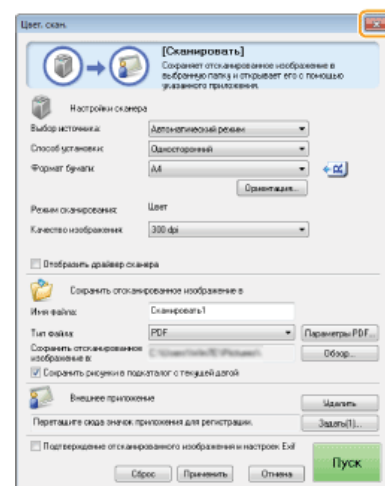 Цвет. скан.
[Сканировать]
Сохраняет отсканированное изображение в
выбранную папку и открывает его с помощью
указанного приложения.
Настройки сканера
Выбор источника: Автоматический режим
Способ установки: Односторонний
Формат бумаги: A4
Ориентация...
Режим сканирования: Цвет
Качество изображения: 300 dpi
Отобразить драйвер сканера
Сохранить отсканированное изображение в
Имя файла: Сканировать1
Тип файла: PDF Параметры PDF...
Сохранить отсканированное
изображение в: Обзор...
Сохранить рисунки в подкаталог с текущей датой
Внешнее приложение
Удалить
Перетащите сюда значок приложения для регистрации. Задать(1)...
Подтверждение отсканированного изображения и настроек Exif
Сброс Применить Отмена Пуск